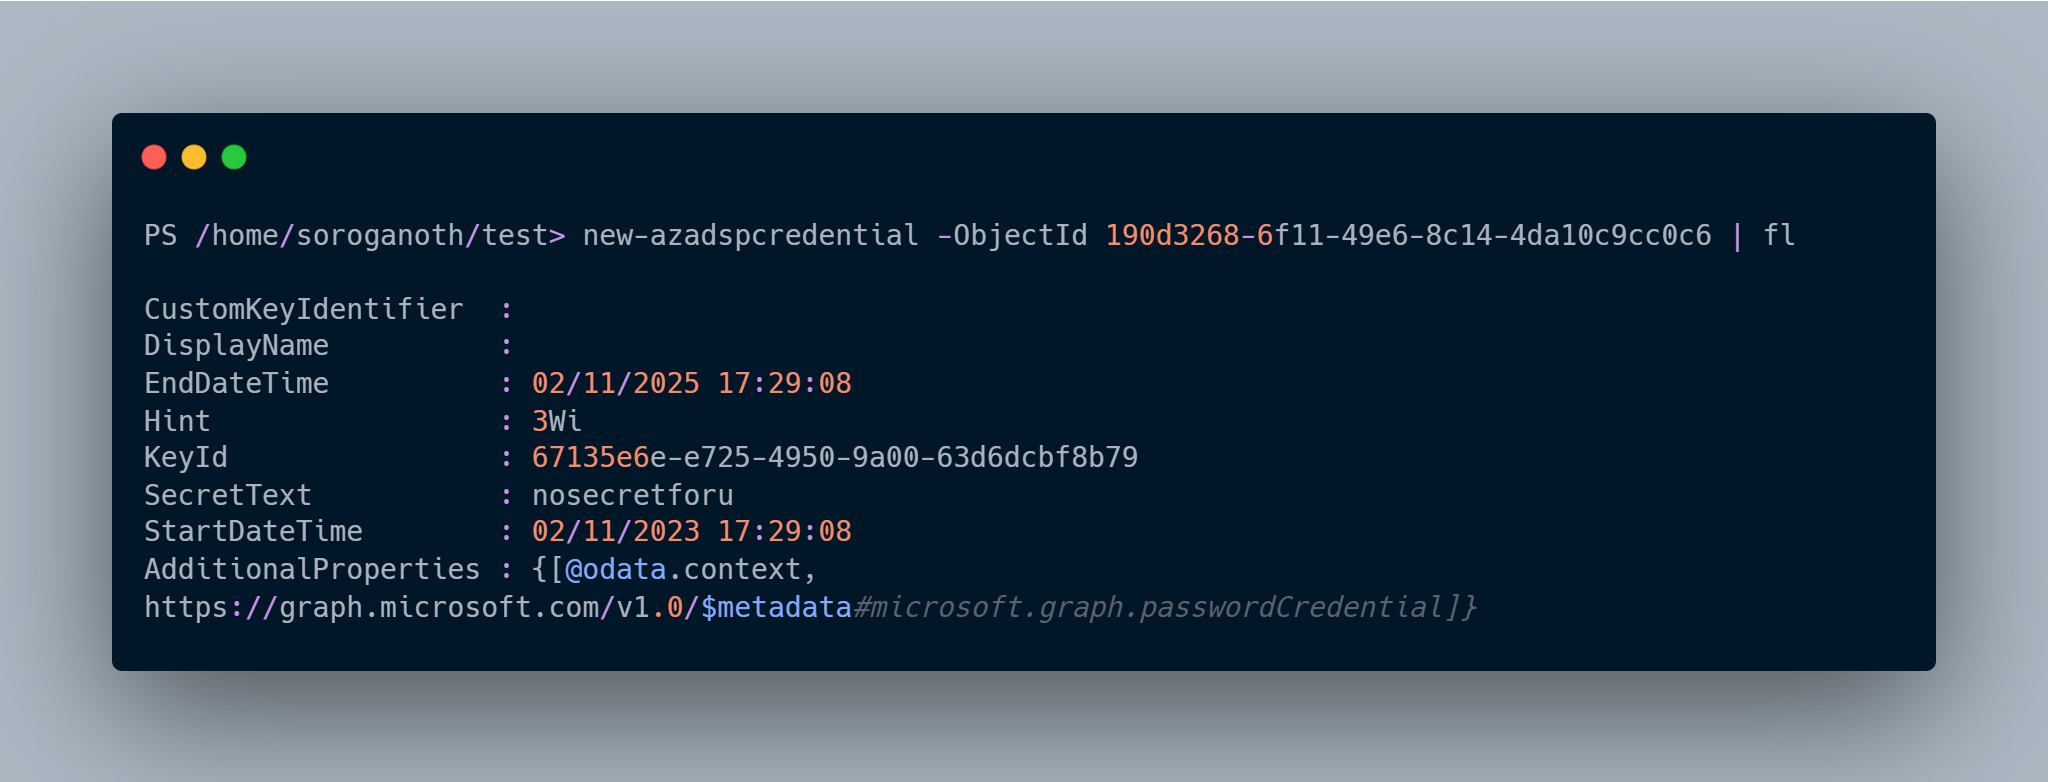 PS /home/soroganoth/test> new-azadspcredential -ObjectId 190d3268-6f11-49e6-8c14-4da10c9cc0c6 | fl
CustomKeyIdentifier  :
DisplayName          :
EndDateTime          : 02/11/2025 17:29:08
Hint                 : 3Wi
KeyId                : 67135e6e-e725-4950-9a00-63d6dcbf8b79
SecretText           : nosecretforu
StartDateTime        : 02/11/2023 17:29:08
AdditionalProperties : {[@odata.context,
https://graph.microsoft.com/v1.0/$metadata#microsoft.graph.passwordCredential]}